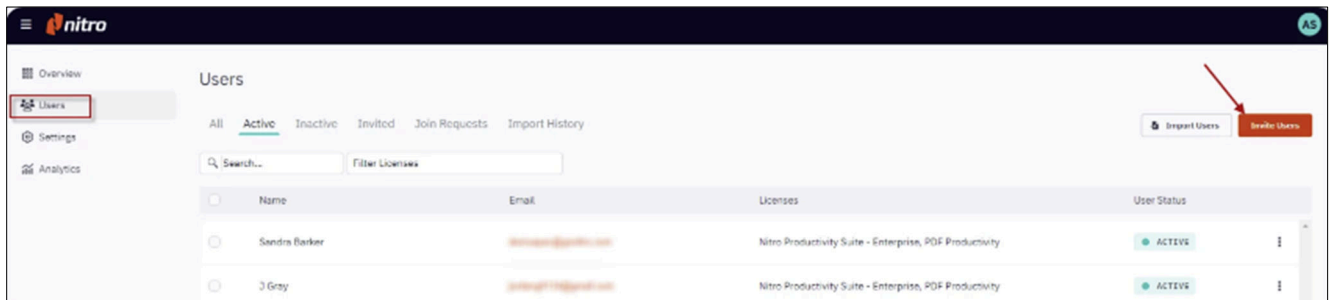 nitro
AS
Overview
Users
Settings
Analytics
Users
All Active Inactive Invited Join Requests Import History
Import Users Invite Users
Search... Filter Licenses
Name Email Licenses User Status
Sandra Barker Nitro Productivity Suite - Enterprise, PDF Productivity ACTIVE
J Gray Nitro Productivity Suite - Enterprise, PDF Productivity ACTIVE